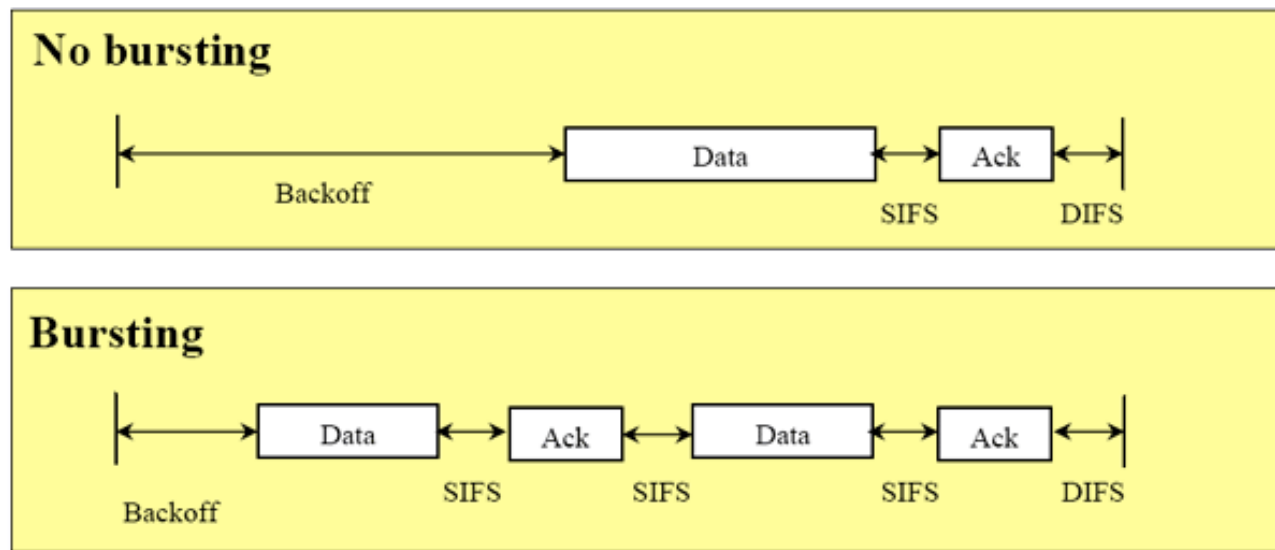 No bursting
Data
Ack
Backoff
SIFS
DIFS
Bursting
Data
Ack
Data
Ack
SIFS
SIFS
SIFS
DIFS
Backoff